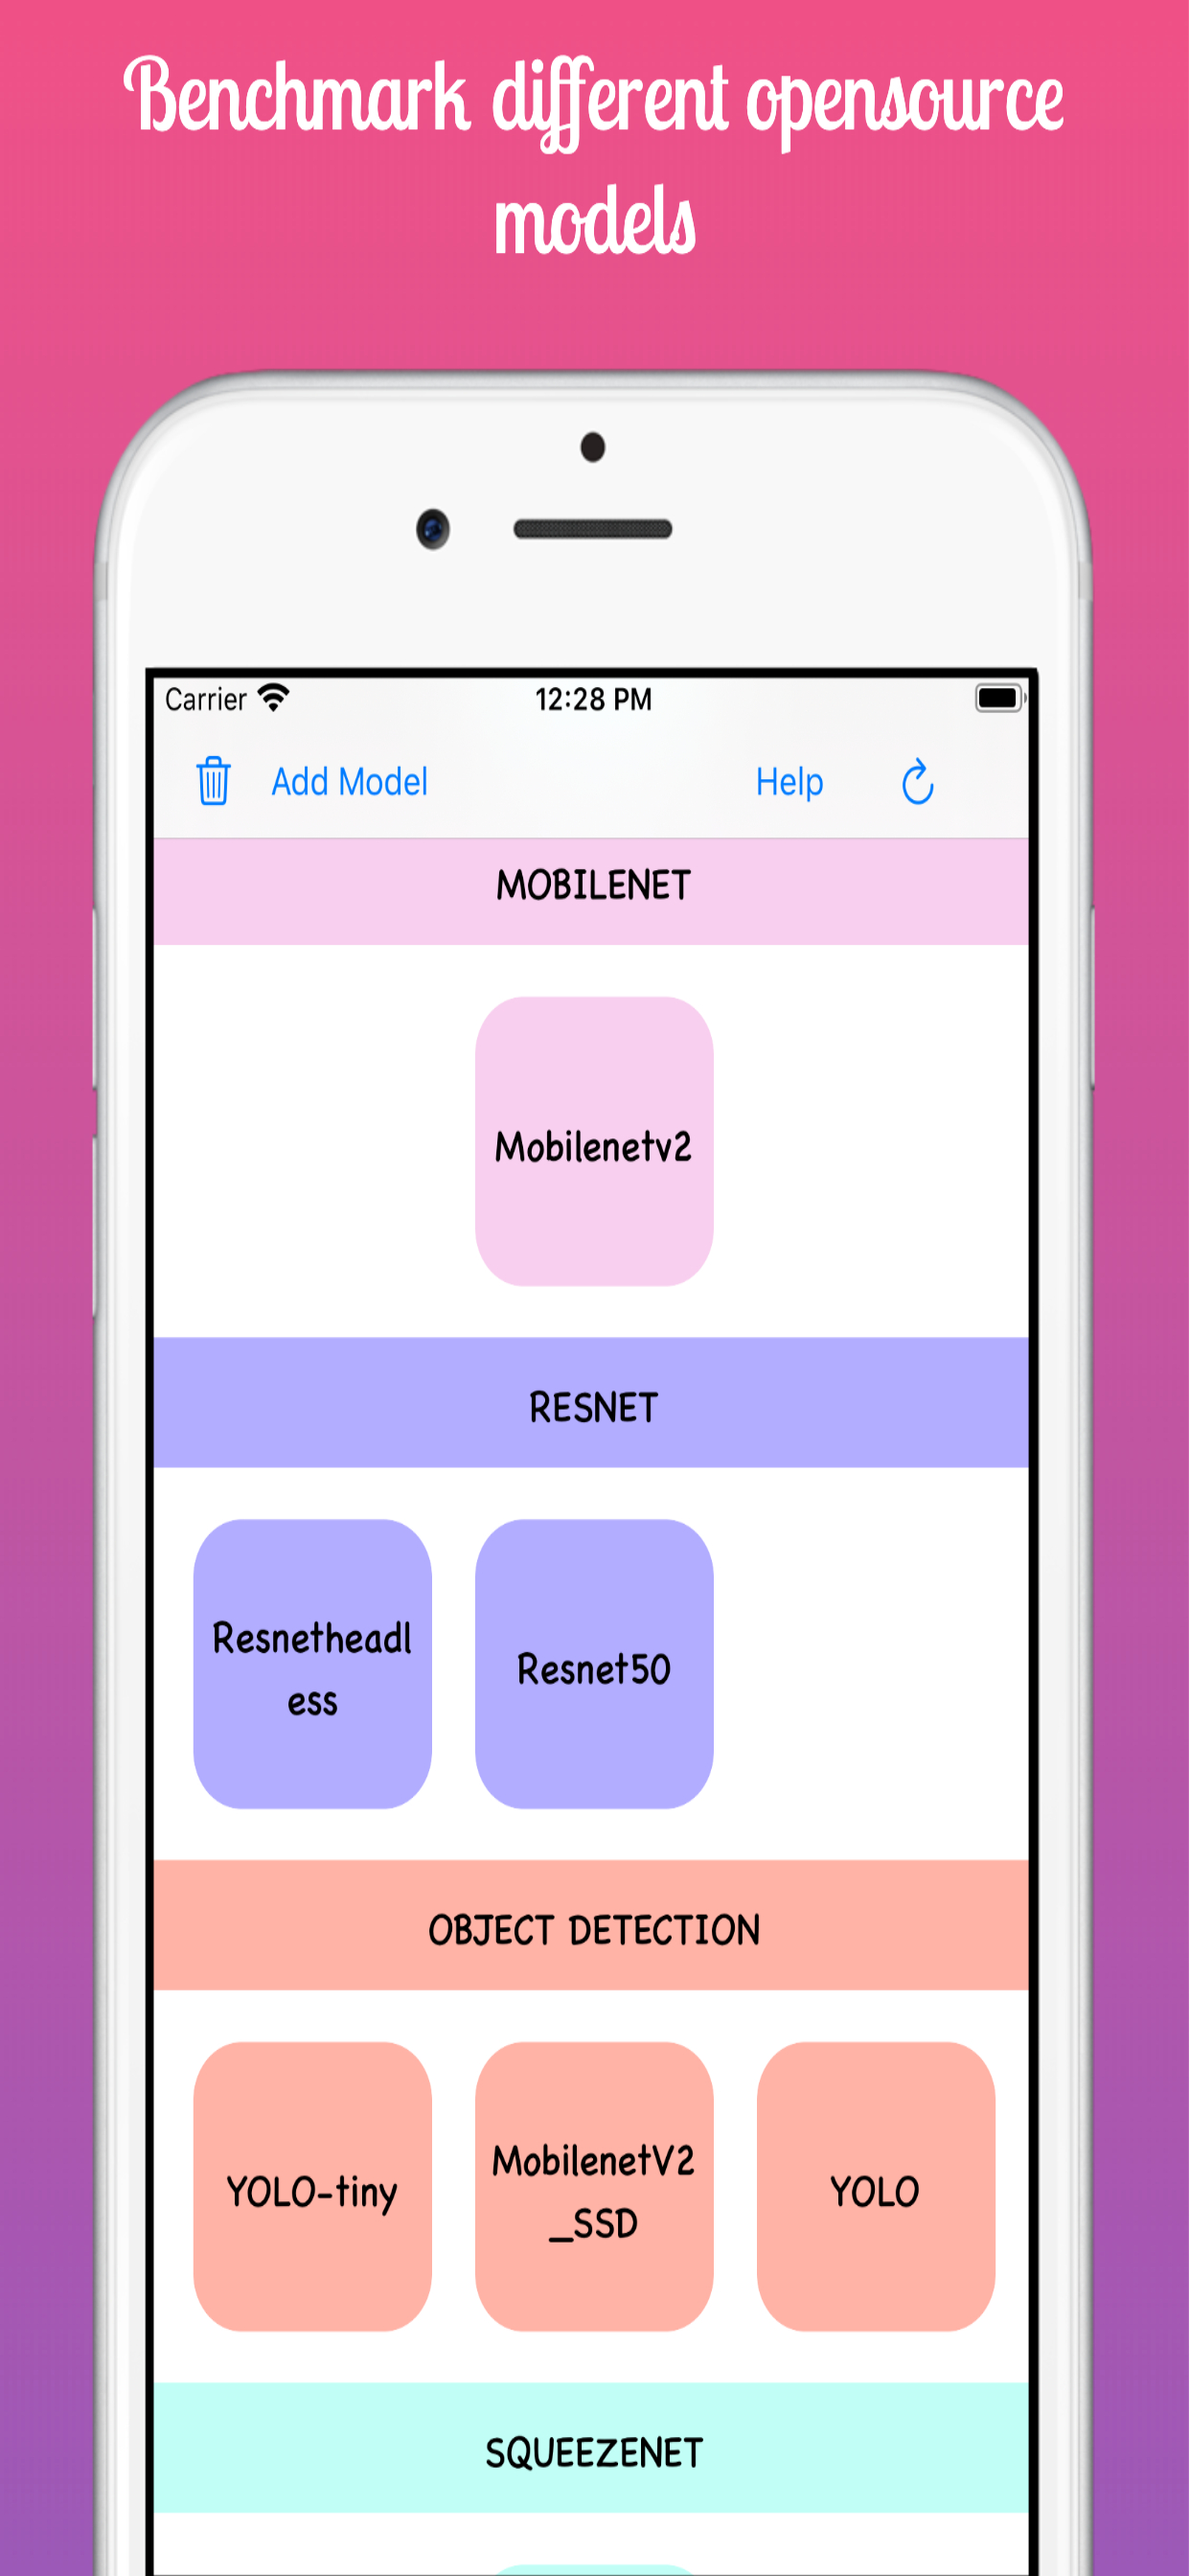 Benchmark different opensource
models
Carrier 12:28 PM
Add Model Help
MOBILENET
Mobilenetv2
RESNET
Resnetheadl
ess
Resnet50
OBJECT DETECTION
YOLO-tiny
MobilenetV2
_SSD
YOLO
SQUEEZENET